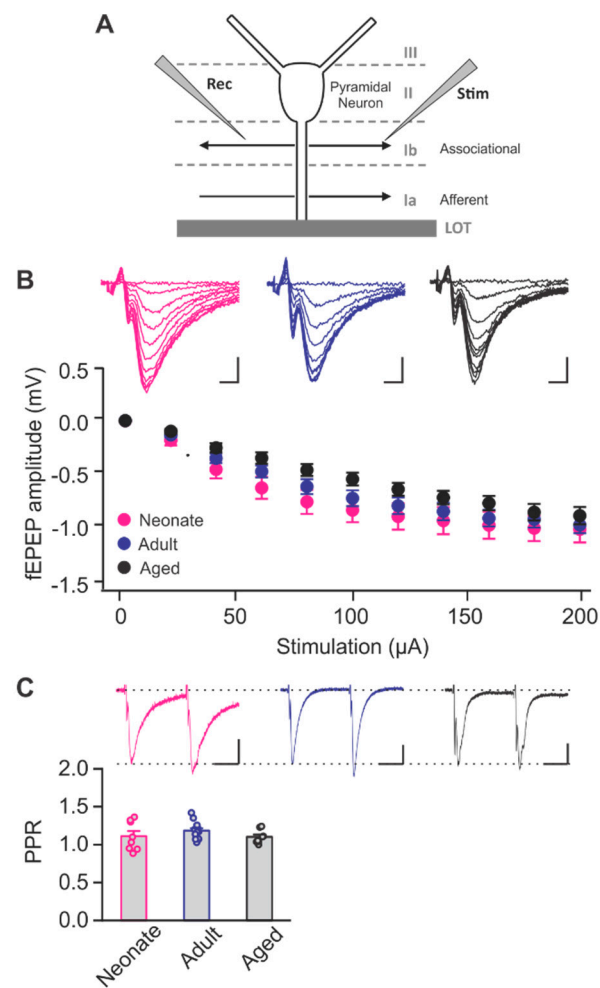 A
III
Rec
Pyramidal
Neuron
II
Stim
Ib
Associational
Ia
Afferent
LOT
B
0.5
0.0
-0.5
-1.0
-1.5
fEPEP amplitude (mV)
Neonate
Adult
Aged
0
50
100
150
200
Stimulation (µA)
C
2.0
1.5
1.0
0.5
0.0
PPR
Neonate
Adult
Aged